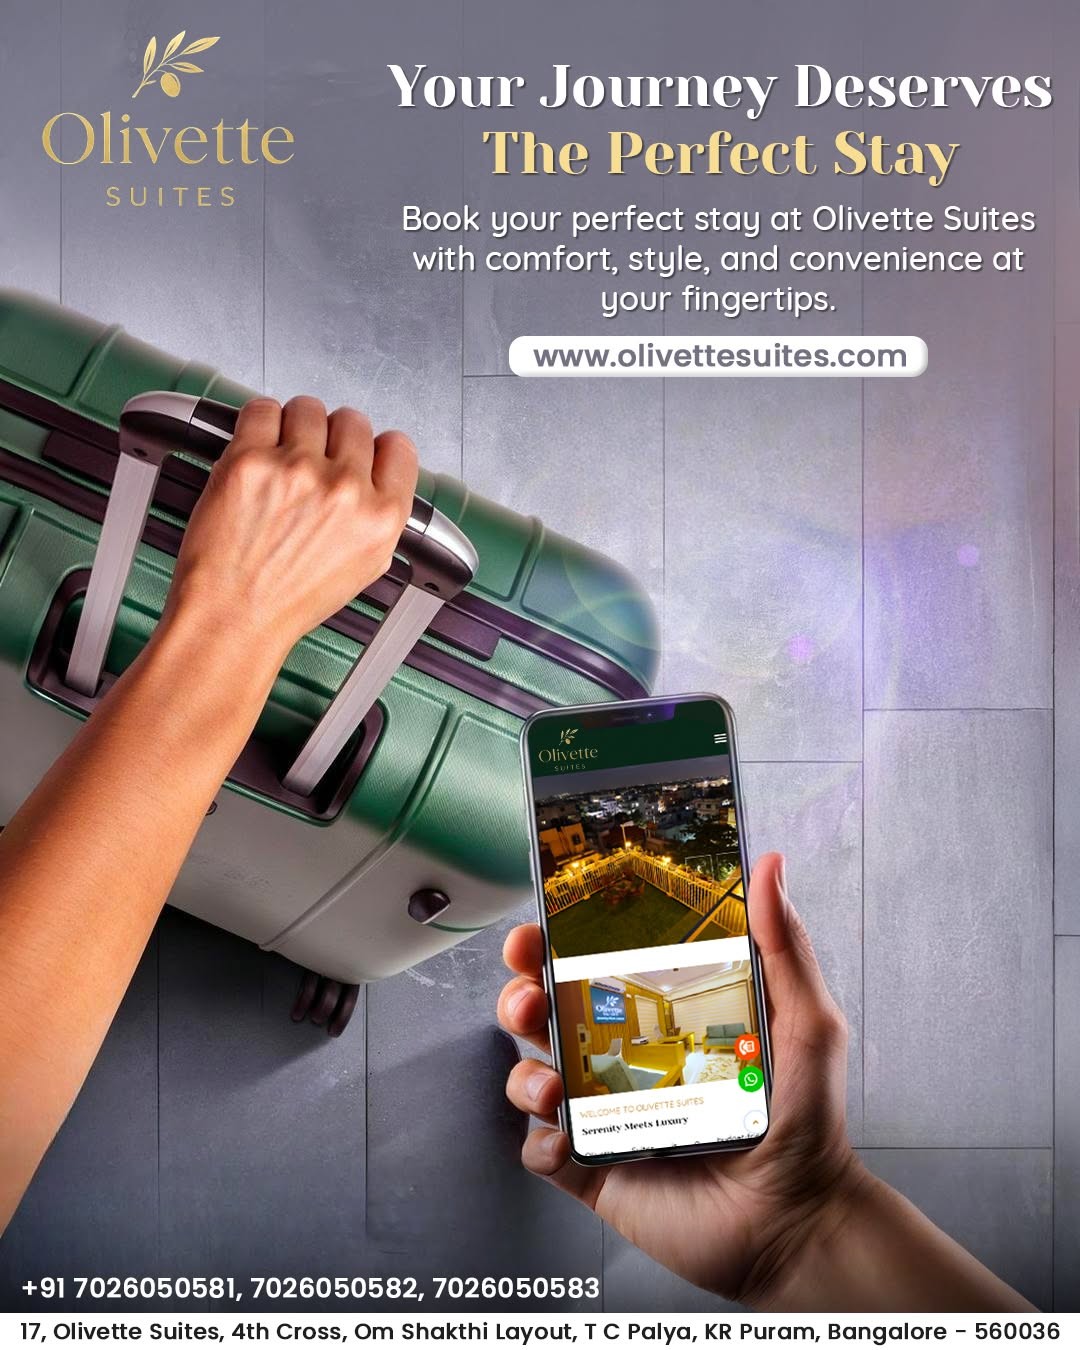 Olivette
SUITES
Your Journey Deserves
The Perfect Stay
Book your perfect stay at Olivette Suites
with comfort, style, and convenience at
your fingertips.
www.olivettesuites.com
Olivette
SUITES
Olivette
WELCOME TO OLIVETTE SUITES
Serenity Meets Luxury
+91 7026050581, 7026050582, 7026050583
17, Olivette Suites, 4th Cross, Om Shakthi Layout, T C Palya, KR Puram, Bangalore - 560036